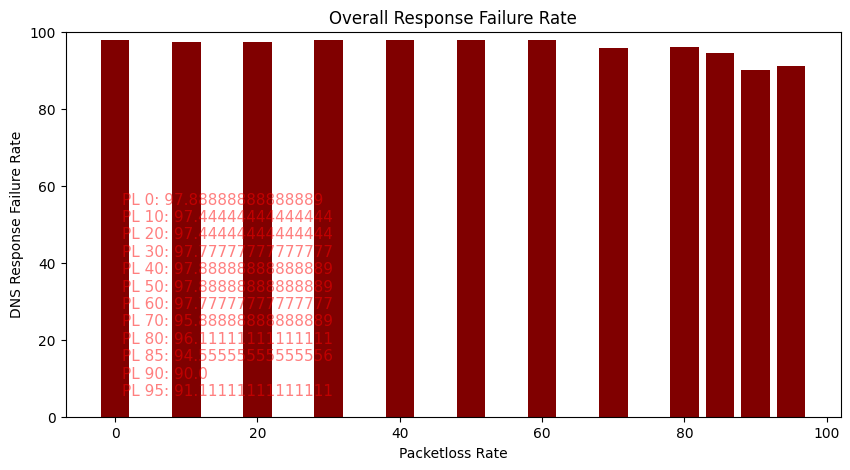 Overall Response Failure Rate
DNS Response Failure Rate
100
80
60
40
20
0
PL 0: 97.88888888888889
PL 10: 97.44444444444444
PL 20: 97.44444444444444
PL 30: 97.77777777777777
PL 40: 97.88888888888889
PL 50: 97.88888888888889
PL 60: 97.77777777777777
PL 70: 95.88888888888889
PL 80: 96.11111111111111
PL 85: 94.55555555555556
PL 90: 90.0
PL 95: 91.11111111111111
0 20 40 60 80 100
Packetloss Rate